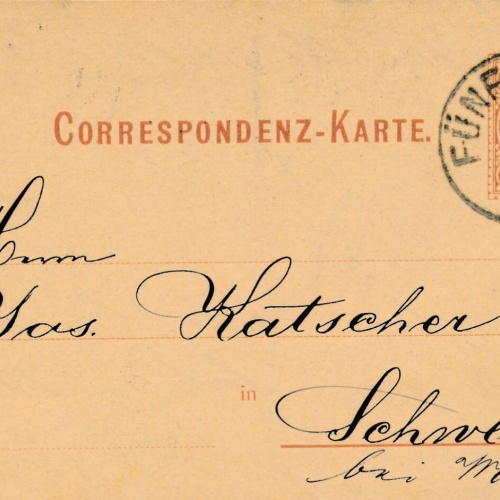 CORRESPONDENZ-KARTE.
FÜNF
Herrn
Jos. Katscher
in
Schwe
bei